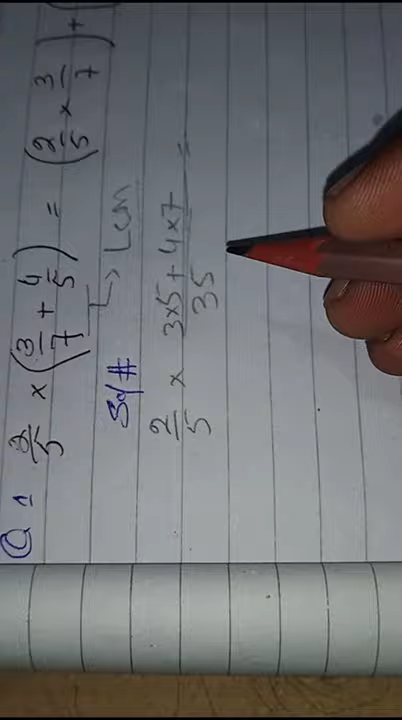 Q 1 2/5 × (3/7 + 4/5) = (2/5 × 3/7) + (
→ LCM
Sol #
2/5 × 3×5 + 4×7/35 =